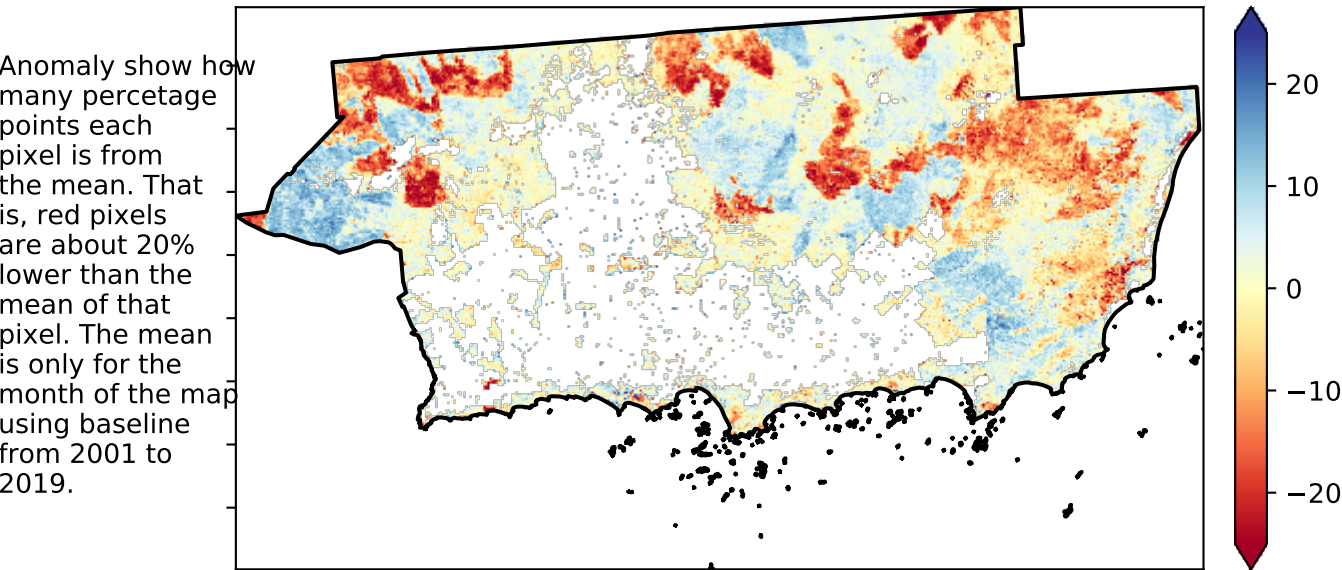 Anomaly show how
many percetage
points each
pixel is from
the mean. That
is, red pixels
are about 20%
lower than the
mean of that
pixel. The mean
is only for the
month of the map
using baseline
from 2001 to
2019.
20
10
0
−10
−20